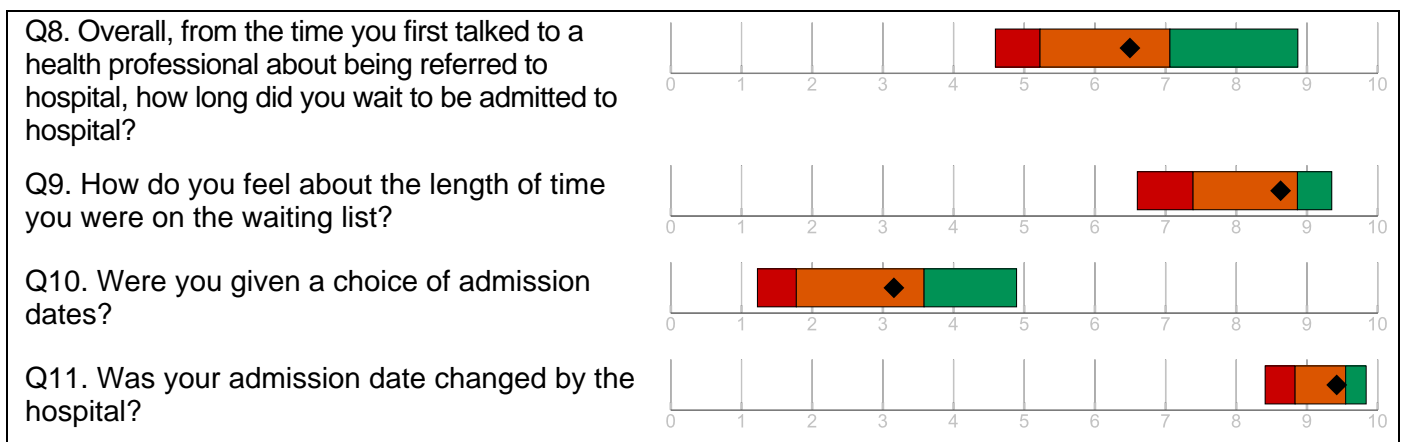 Q8. Overall, from the time you first talked to a
health professional about being referred to
hospital, how long did you wait to be admitted to
hospital?
0 1 2 3 4 5 6 7 8 9 10
Q9. How do you feel about the length of time
you were on the waiting list?
0 1 2 3 4 5 6 7 8 9 10
Q10. Were you given a choice of admission
dates?
0 1 2 3 4 5 6 7 8 9 10
Q11. Was your admission date changed by the
hospital?
0 1 2 3 4 5 6 7 8 9 10